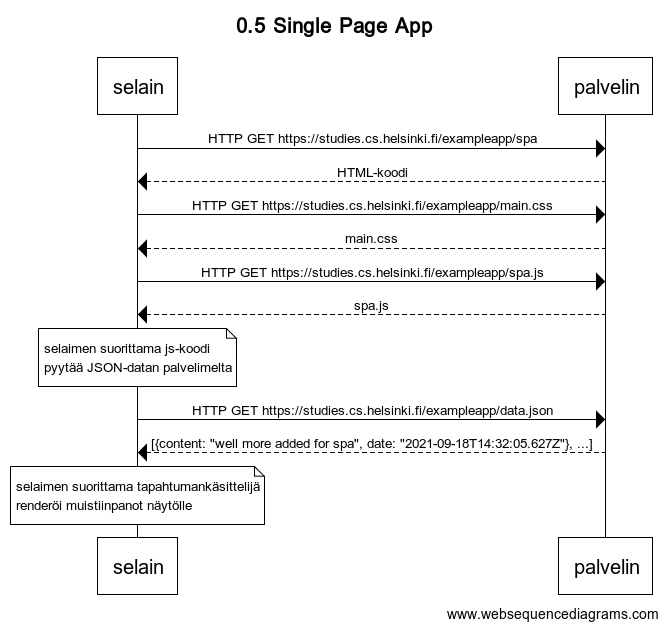 0.5 Single Page App
selain
palvelin
HTTP GET https://studies.cs.helsinki.fi/exampleapp/spa
HTML-koodi
HTTP GET https://studies.cs.helsinki.fi/exampleapp/main.css
main.css
HTTP GET https://studies.cs.helsinki.fi/exampleapp/spa.js
spa.js
selaimen suorittama js-koodi
pyytää JSON-datan palvelimelta
HTTP GET https://studies.cs.helsinki.fi/exampleapp/data.json
[{content: "well more added for spa", date: "2021-09-18T14:32:05.627Z"}, ...]
selaimen suorittama tapahtumankäsittelijä
renderöi muistiinpanot näytölle
selain
palvelin
www.websequencediagrams.com